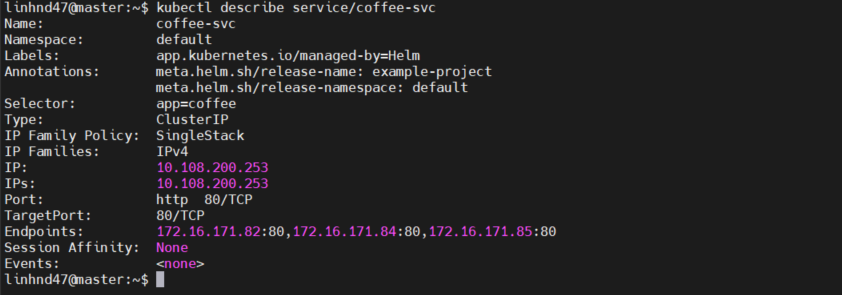 linhnd47@master:~$ kubectl describe service/coffee-svc
Name:              coffee-svc
Namespace:         default
Labels:            app.kubernetes.io/managed-by=Helm
Annotations:       meta.helm.sh/release-name: example-project
                   meta.helm.sh/release-namespace: default
Selector:          app=coffee
Type:              ClusterIP
IP Family Policy:  SingleStack
IP Families:       IPv4
IP:                10.108.200.253
IPs:               10.108.200.253
Port:              http  80/TCP
TargetPort:        80/TCP
Endpoints:         172.16.171.82:80,172.16.171.84:80,172.16.171.85:80
Session Affinity:  None
Events:            <none>
linhnd47@master:~$